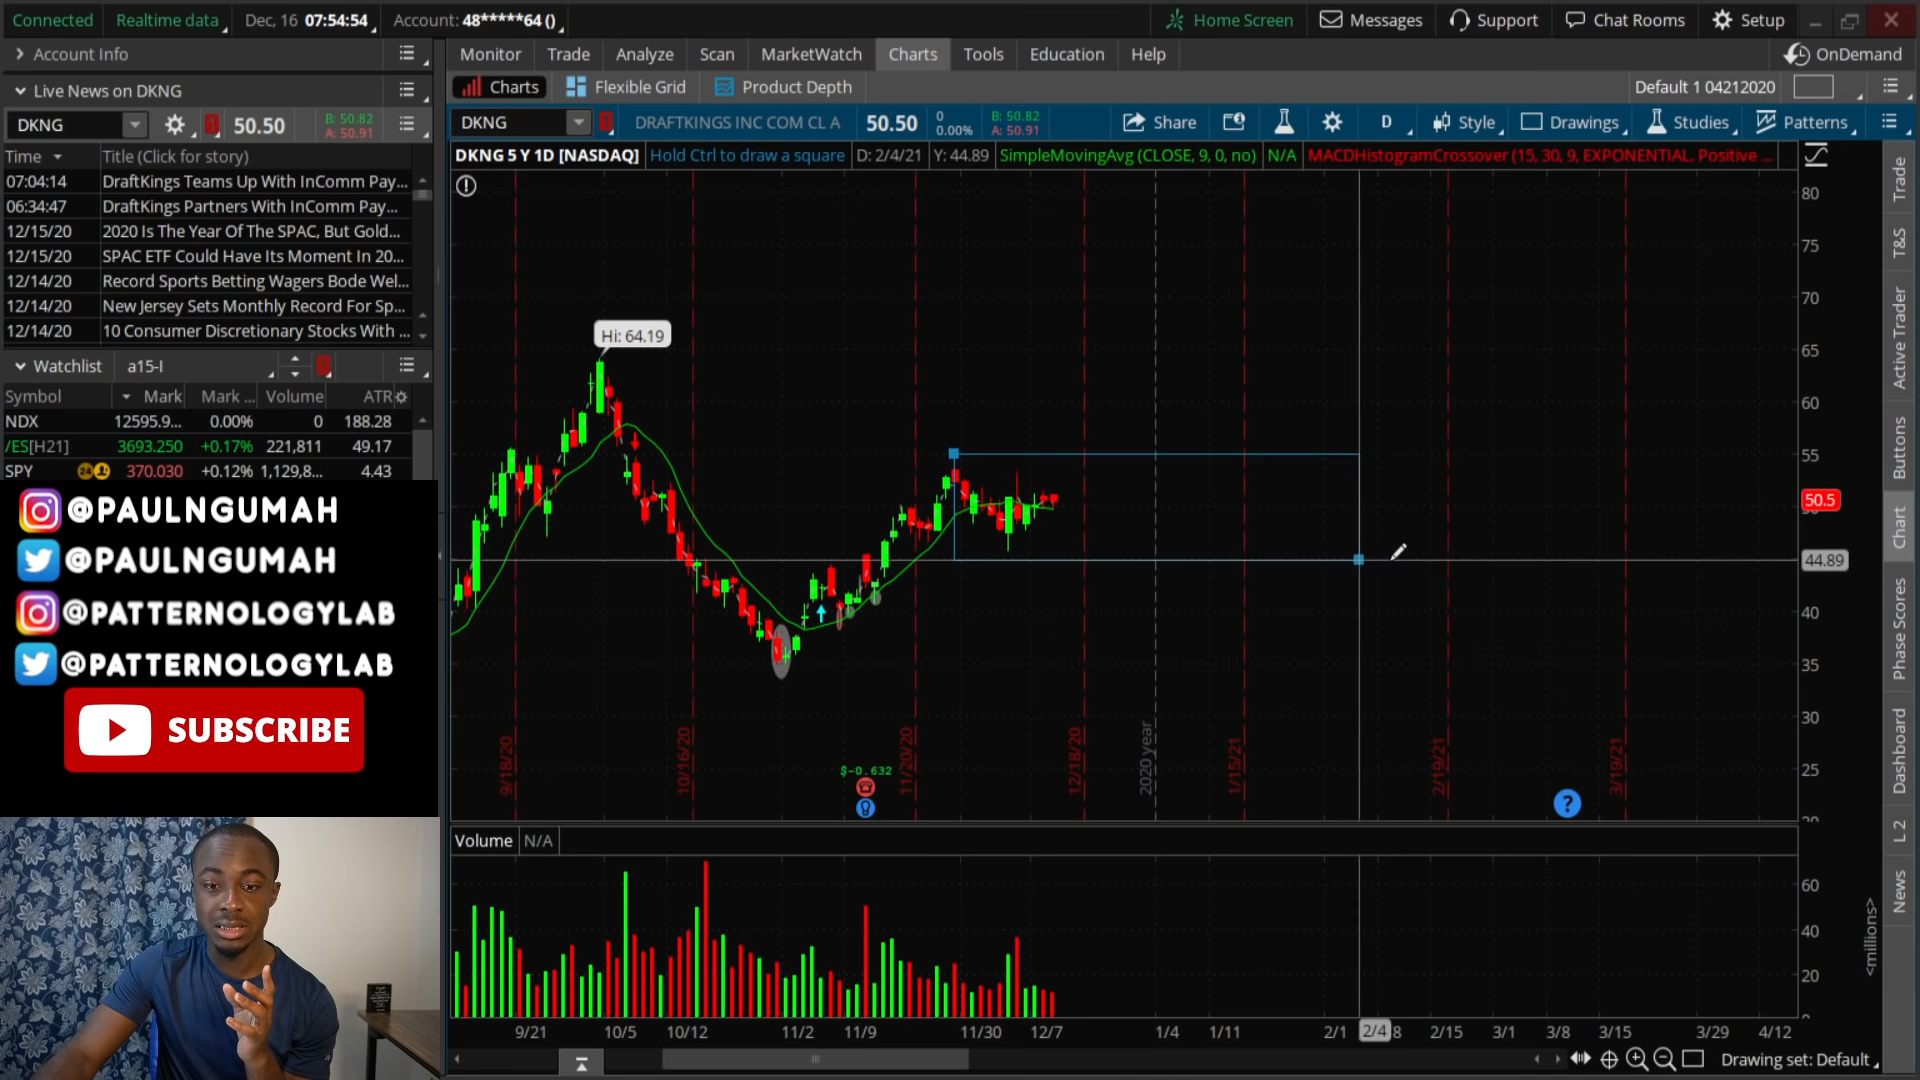 Connected Realtime data Dec, 16 07:54:54 Account: 48*****64 () Home Screen Messages Support Chat Rooms Setup
Account Info
Monitor Trade Analyze Scan MarketWatch Charts Tools Education Help OnDemand
Live News on DKNG
Charts Flexible Grid Product Depth Default 1 04212020
DKNG 50.50 B: 50.82 A: 50.91
DKNG DRAFTKINGS INC COM CL A 50.50 0 0.00% B: 50.82 A: 50.91 Share D Style Drawings Studies Patterns
Time Title (Click for story)
DKNG 5 Y 1D [NASDAQ] Hold Ctrl to draw a square D: 2/4/21 Y: 44.89 SimpleMovingAvg (CLOSE, 9, 0, no) N/A MACDHistogramCrossover (15, 30, 9, EXPONENTIAL, Positive ...
07:04:14 DraftKings Teams Up With InComm Pay...
06:34:47 DraftKings Partners With InComm Pay...
12/15/20 2020 Is The Year Of The SPAC, But Gold...
12/15/20 SPAC ETF Could Have Its Moment In 20...
12/14/20 Record Sports Betting Wagers Bode Wel...
12/14/20 New Jersey Sets Monthly Record For Sp...
12/14/20 10 Consumer Discretionary Stocks With ...
Watchlist a15-I
Symbol Mark Mark ... Volume ATR
NDX 12595.9... 0.00% 0 188.28
/ES[H21] 3693.250 +0.17% 221,811 49.17
SPY 370.030 +0.12% 1,129,8... 4.43
@PAULNGUMAH
@PAULNGUMAH
@PATTERNOLOGYLAB
@PATTERNOLOGYLAB
SUBSCRIBE
Hi: 64.19
80
75
70
65
60
55
50.5
44.89
40
35
30
25
$-0.632
9/18/20
10/16/20
11/20/20
12/18/20
2020 year
1/15/21
2/19/21
3/19/21
?
Volume N/A
60
40
20
<millions>
9/21 10/5 10/12 11/2 11/9 11/30 12/7 1/4 1/11 2/1 2/4 8 2/15 3/1 3/8 3/15 3/29 4/12
Drawing set: Default
Trade
T&S
Active Trader
Buttons
Chart
Phase Scores
Dashboard
L 2
News